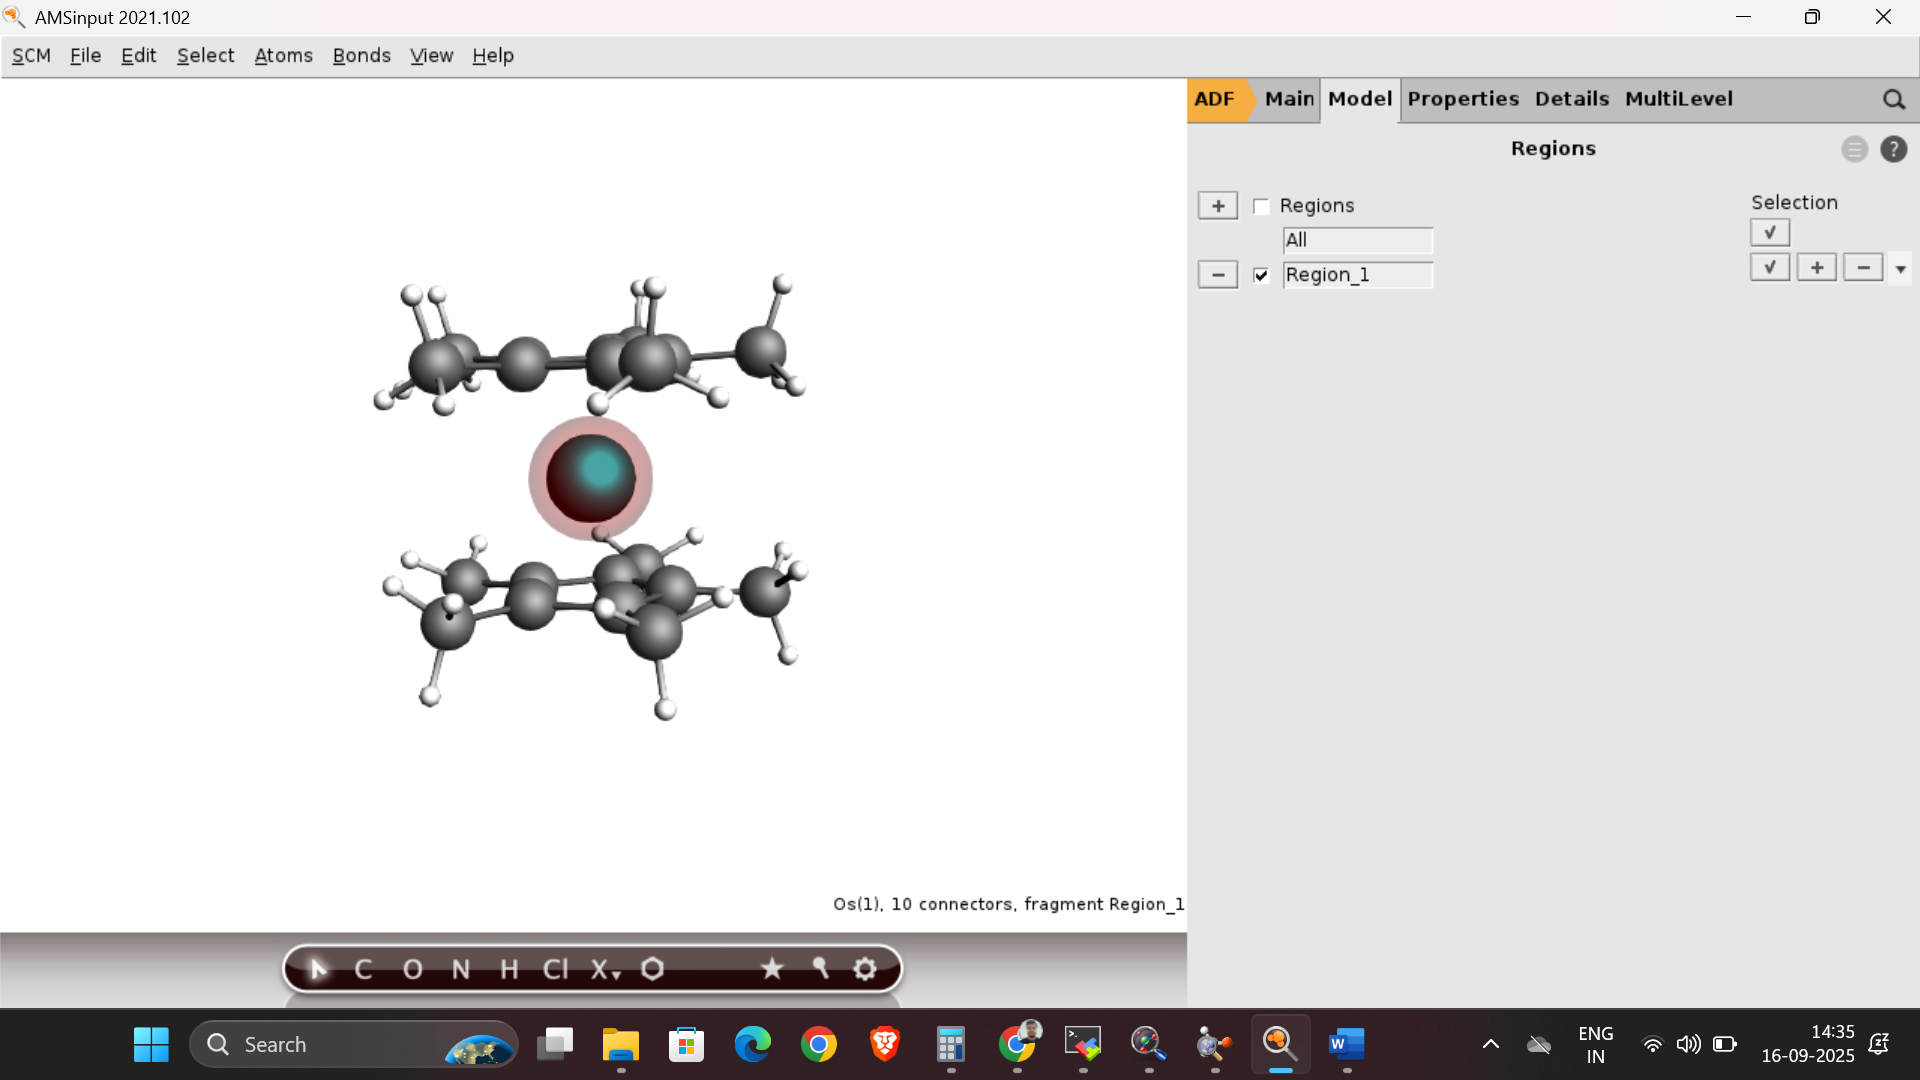 AMSinput 2021.102
SCM File Edit Select Atoms Bonds View Help
ADF Main Model Properties Details MultiLevel
Regions
?
+ Regions
Selection
All
√
- Region_1
√ + -
Os(1), 10 connectors, fragment Region_1
C O N H Cl X
Search
ENG
IN
14:35
16-09-2025